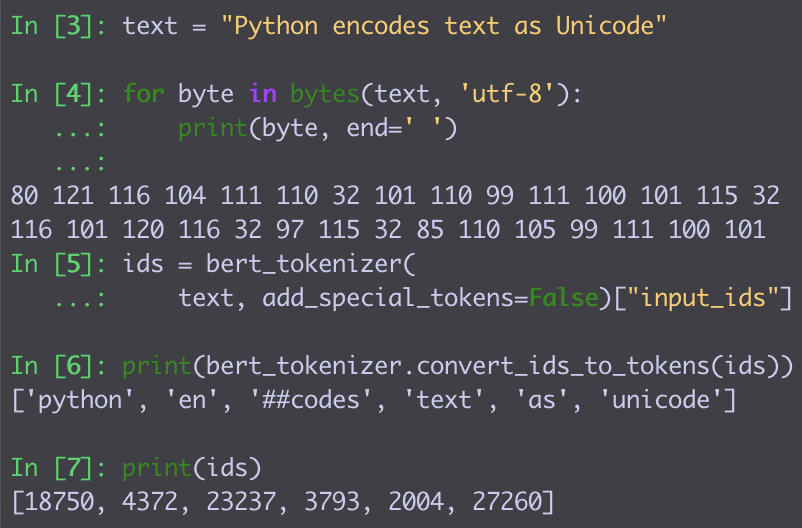 In [3]: text = "Python encodes text as Unicode"
In [4]: for byte in bytes(text, 'utf-8'):
...: print(byte, end=' ')
...:
80 121 116 104 111 110 32 101 110 99 111 100 101 115 32
116 101 120 116 32 97 115 32 85 110 105 99 111 100 101
In [5]: ids = bert_tokenizer(
...: text, add_special_tokens=False)["input_ids"]
In [6]: print(bert_tokenizer.convert_ids_to_tokens(ids))
['python', 'en', '##codes', 'text', 'as', 'unicode']
In [7]: print(ids)
[18750, 4372, 23237, 3793, 2004, 27260]